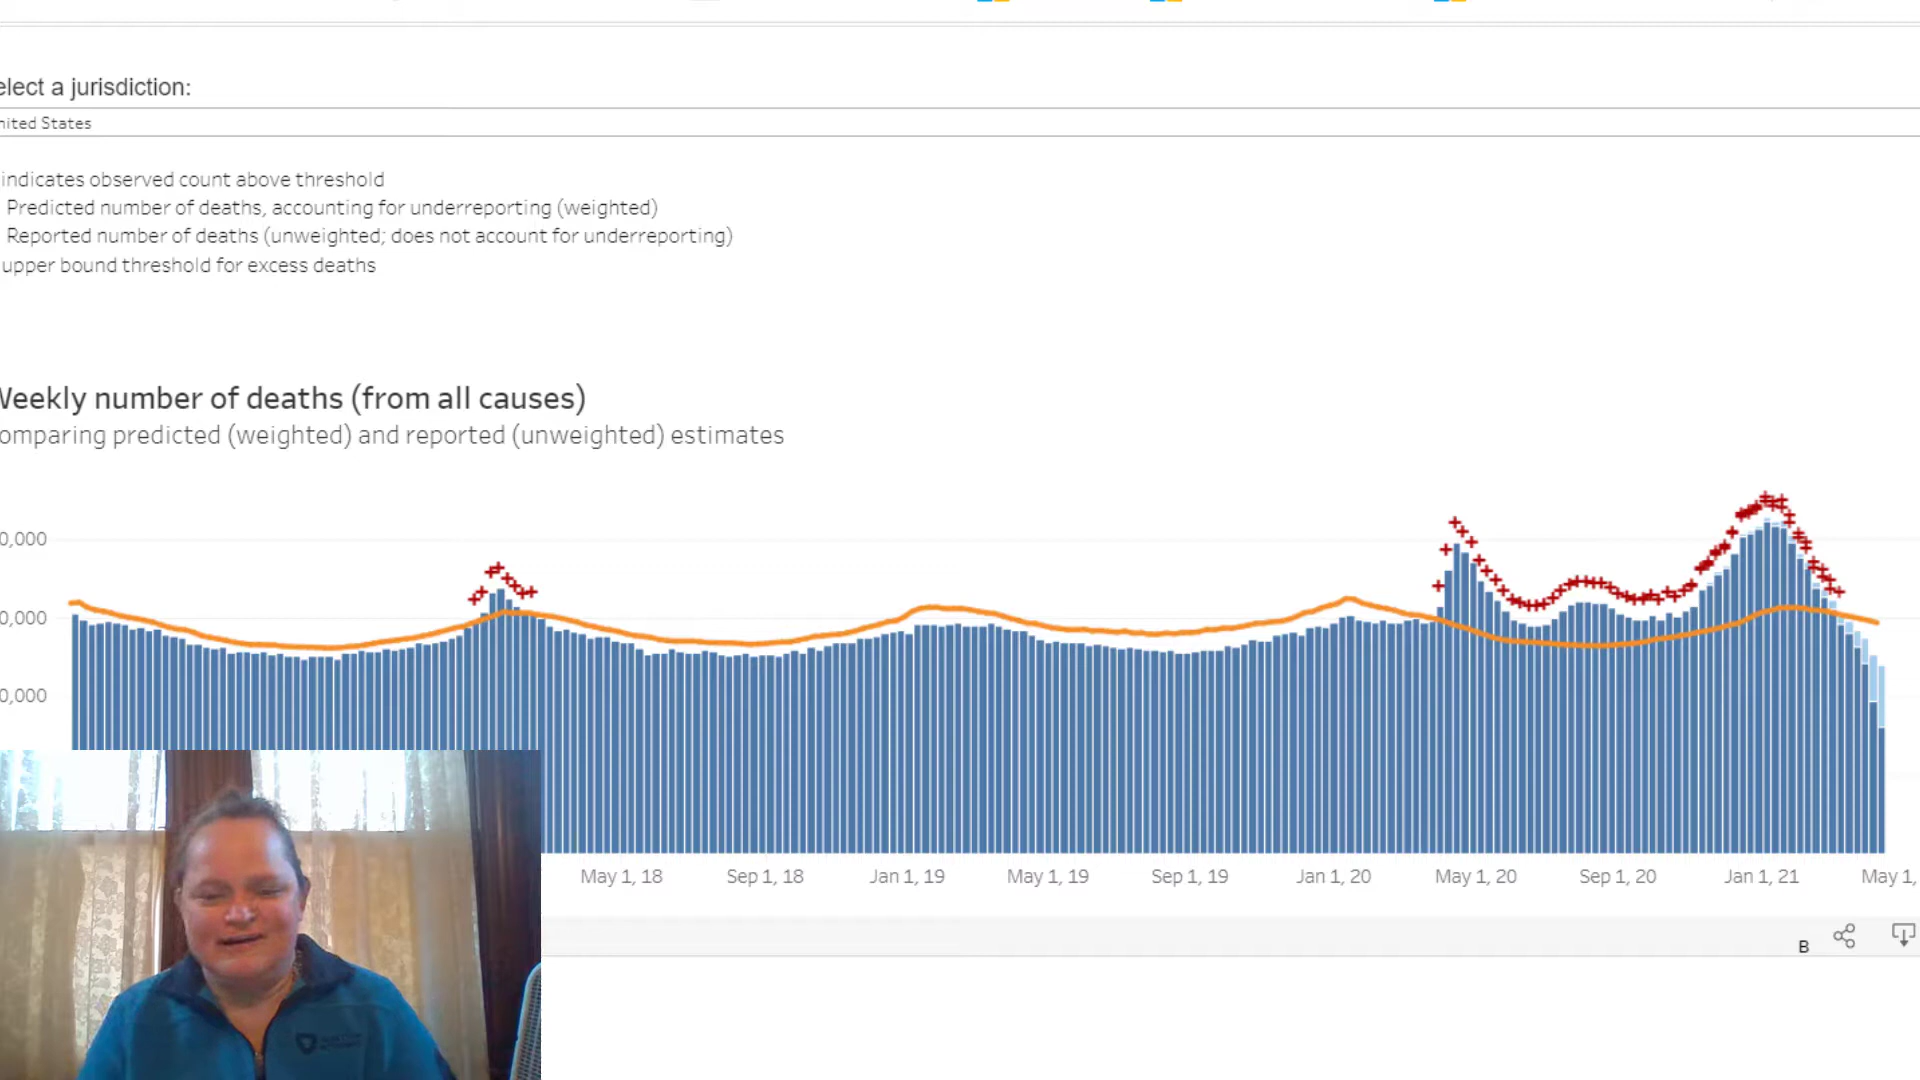 elect a jurisdiction:
nited States
indicates observed count above threshold
Predicted number of deaths, accounting for underreporting (weighted)
Reported number of deaths (unweighted; does not account for underreporting)
upper bound threshold for excess deaths
Weekly number of deaths (from all causes)
omparing predicted (weighted) and reported (unweighted) estimates
0,000
0,000
0,000
May 1, 18 Sep 1, 18 Jan 1, 19 May 1, 19 Sep 1, 19 Jan 1, 20 May 1, 20 Sep 1, 20 Jan 1, 21 May 1,
B